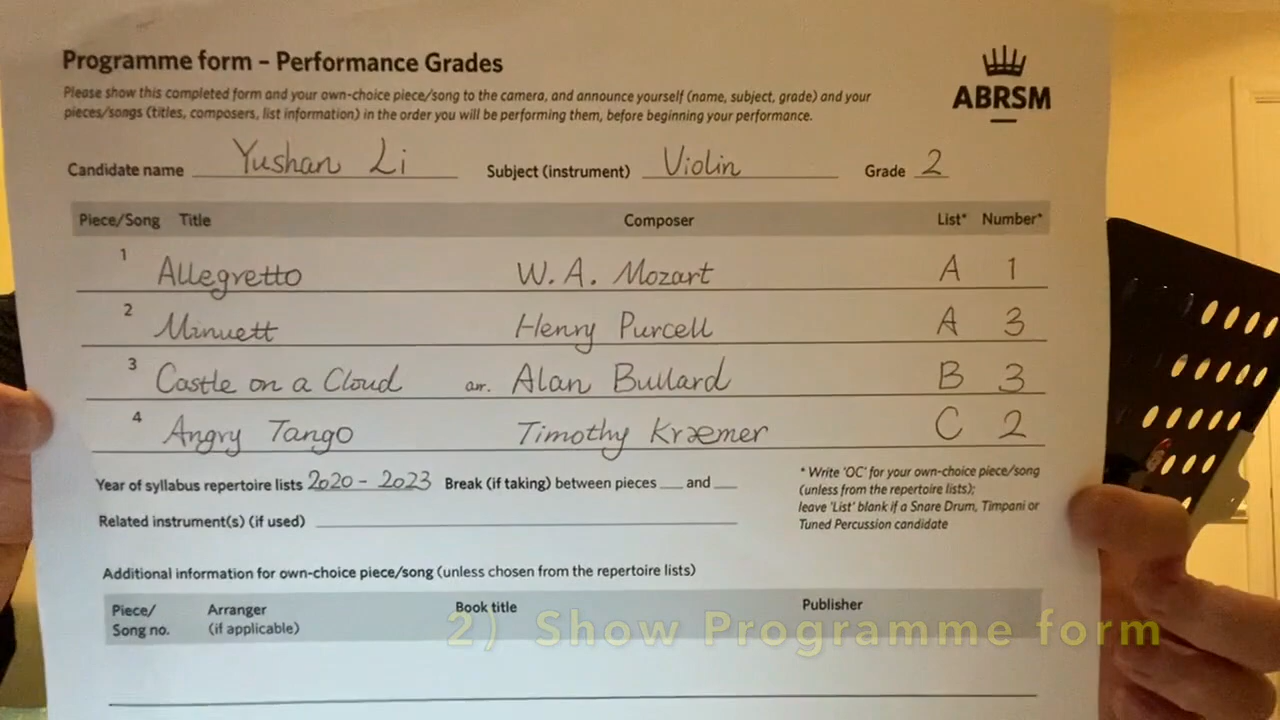 Programme form – Performance Grades
ABRSM
Please show this completed form and your own-choice piece/song to the camera, and announce yourself (name, subject, grade) and your
pieces/songs (titles, composers, list information) in the order you will be performing them, before beginning your performance.
Candidate name Yushan Li Subject (instrument) Violin Grade 2
Piece/Song Title Composer List* Number*
1 Allegretto W. A. Mozart A 1
2 Minuett Henry Purcell A 3
3 Castle on a Cloud arr. Alan Bullard B 3
4 Angry Tango Timothy Kraemer C 2
Year of syllabus repertoire lists 2020 - 2023 Break (if taking) between pieces ___ and ___
Related instrument(s) (if used)
* Write 'OC' for your own-choice piece/song
(unless from the repertoire lists);
leave 'List' blank if a Snare Drum, Timpani or
Tuned Percussion candidate
Additional information for own-choice piece/song (unless chosen from the repertoire lists)
Piece/ Arranger Book title Publisher
Song no. (if applicable)
2) Show Programme form